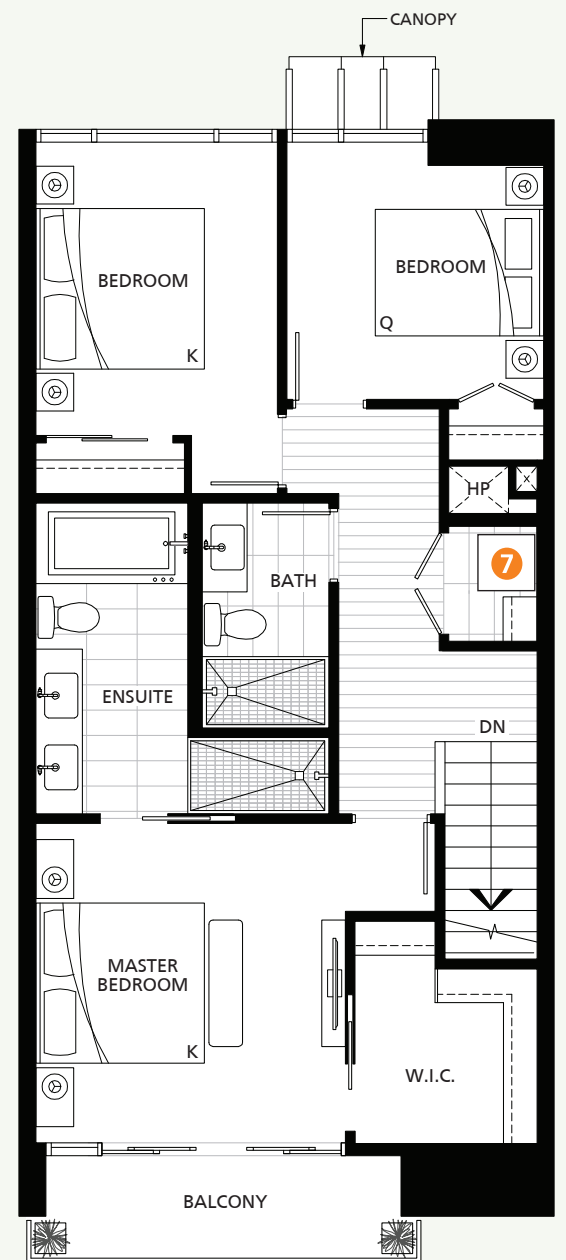 CANOPY
BEDROOM
K
BEDROOM
Q
HP
x
7
BATH
ENSUITE
DN
MASTER
BEDROOM
K
W.I.C.
BALCONY